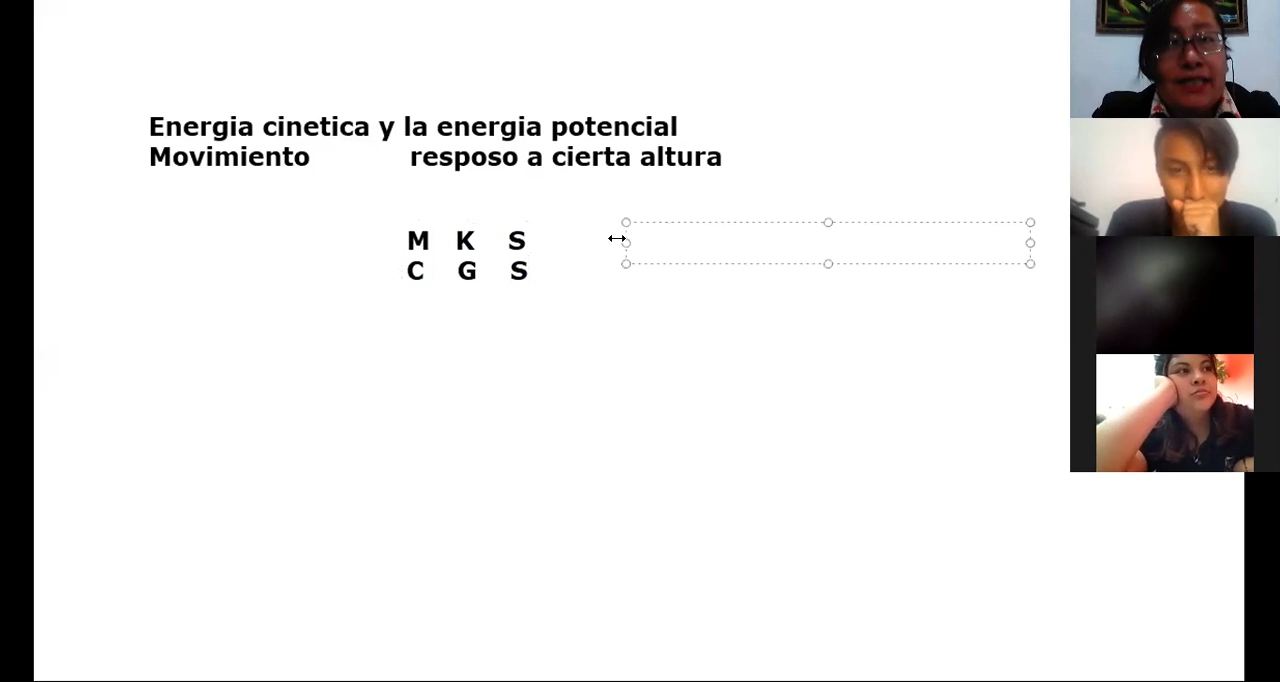 Energia cinetica y la energia potencial
Movimiento resposo a cierta altura
M K S
C G S